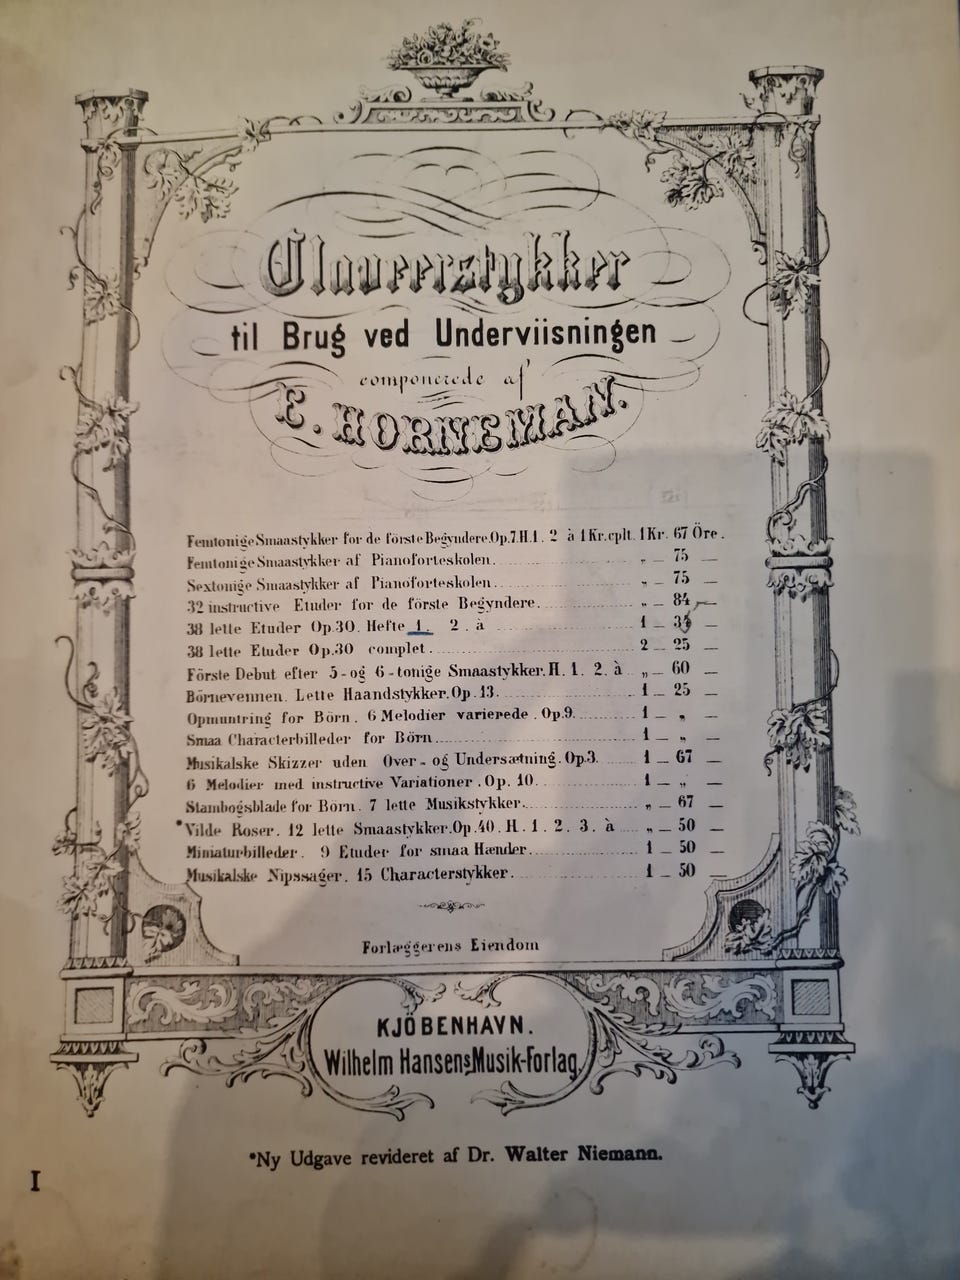 Claveerstykker
til Brug ved Underviisningen
componerede af
E. HORNEMAN.
Femtonige Smaastykker for de förste Begyndere. Op.7. H.1. 2 à 1 Kr. cplt. 1 Kr. 67 Öre.
Femtonige Smaastykker af Pianoforteskolen. „ — 75 —
Sextonige Smaastykker af Pianoforteskolen. „ — 75 —
32 instructive Etuder for de förste Begyndere. „ — 84 —
38 lette Etuder Op.30. Hefte 1. 2. à 1 — 34 —
38 lette Etuder Op.30 complet. 2 — 25 —
Förste Debut efter 5- og 6-tonige Smaastykker. H. 1. 2. à „ — 60 —
Börnevennen. Lette Haandstykker. Op. 13. 1 — 25 —
Opmuntring for Börn. 6 Melodier varierede. Op.9. 1 — „ —
Smaa Characterbilleder for Börn. 1 — „ —
Musikalske Skizzer uden Over- og Undersætning. Op.3. 1 — 67 —
6 Melodier med instructive Variationer. Op. 10. 1 — „ —
Stambogsblade for Börn. 7 lette Musikstykker. „ — 67 —
*Vilde Roser. 12 lette Smaastykker. Op.40. H. 1. 2. 3. à „ — 50 —
Miniaturbilleder. 9 Etuder for smaa Hænder. 1 — 50 —
Musikalske Nipssager. 15 Characterstykker. 1 — 50 —
Forlæggerens Eiendom
KJÖBENHAVN.
Wilhelm Hansens Musik-Forlag.
*Ny Udgave revideret af Dr. Walter Niemann.
I